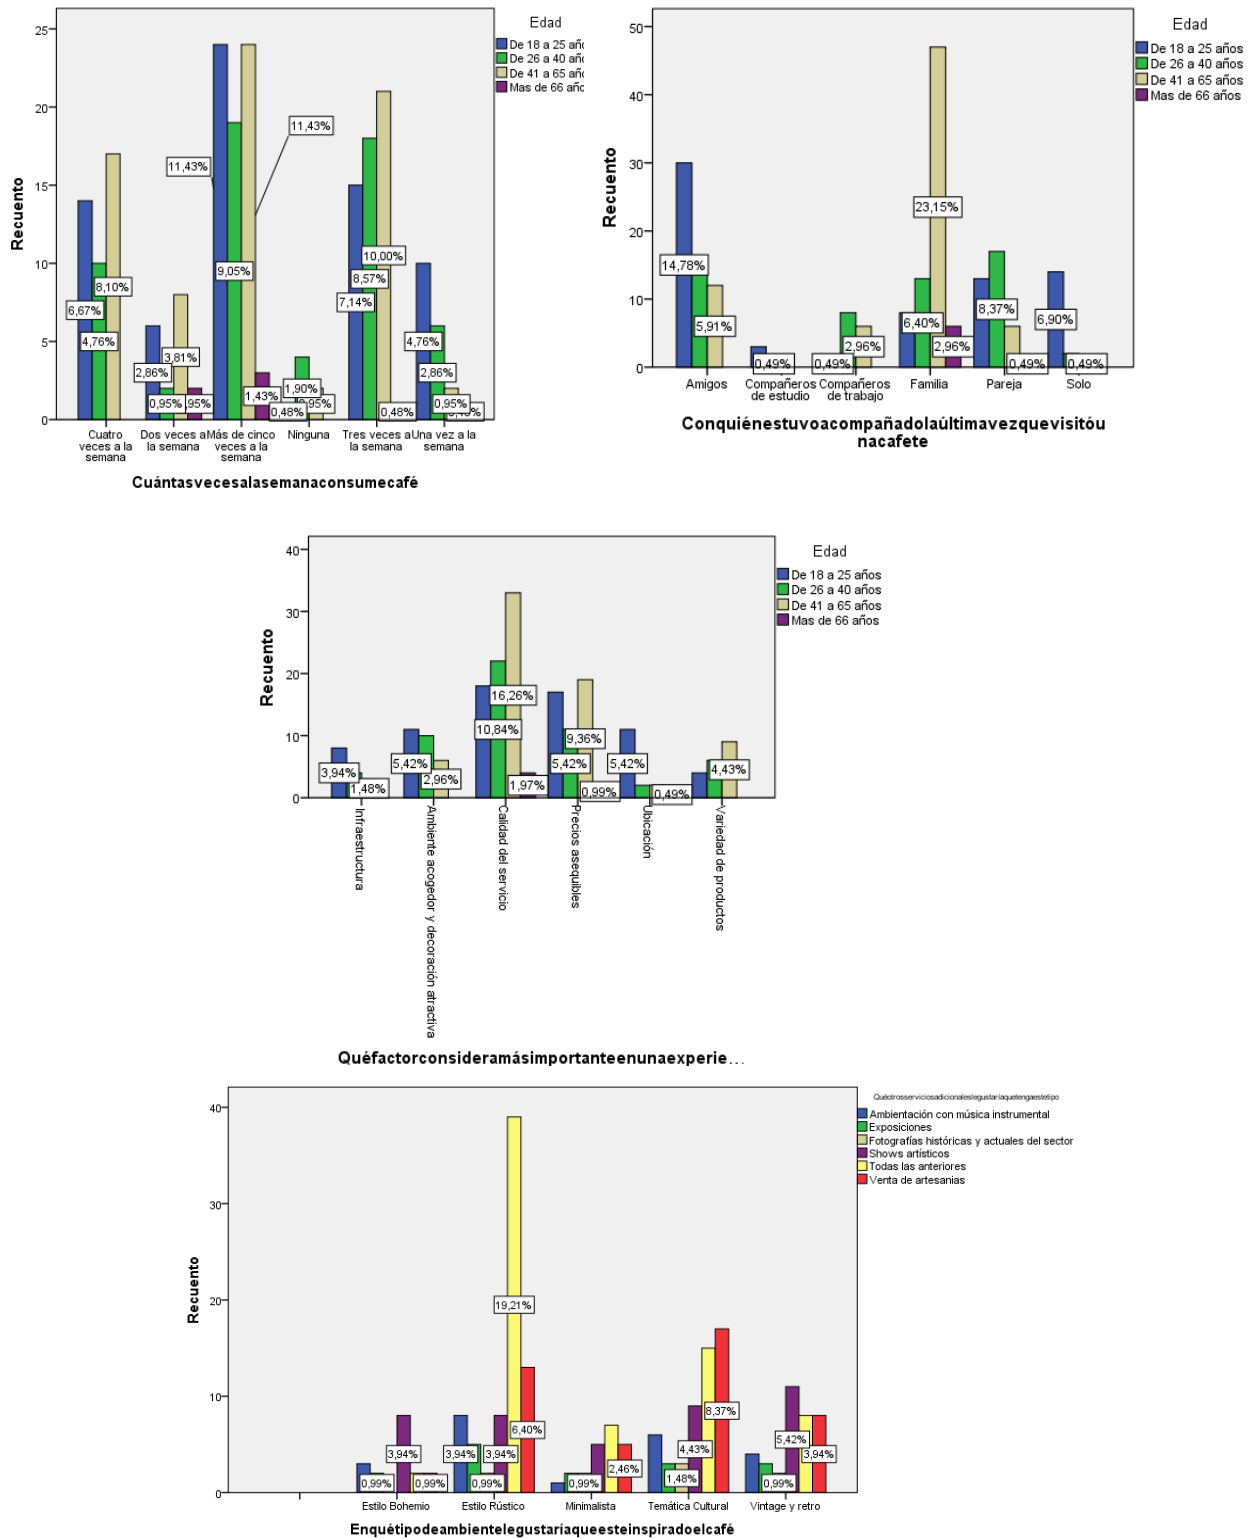 Edad
De 18 a 25 año
De 26 a 40 año
De 41 a 65 año
Mas de 66 año
Recuento
25
20
15
10
5
0
11,43%
11,43%
9,05%
10,00%
8,57%
7,14%
8,10%
6,67%
4,76%
3,81%
2,86%
0,95%
,95%
1,43%
1,90%
0,48%
0,95%
0,48%
4,76%
2,86%
0,95%
Cuatro veces a la semana
Dos veces a la semana
Más de cinco veces a la semana
Ninguna
Tres veces a la semana
Una vez a la semana
Cuántasvecesalasemanaconsumecafé
Edad
De 18 a 25 años
De 26 a 40 años
De 41 a 65 años
Mas de 66 años
Recuento
50
40
30
20
10
0
14,78%
5,91%
0,49%
0,49%
2,96%
23,15%
6,40%
2,96%
8,37%
0,49%
6,90%
0,49%
Amigos
Compañeros de estudio
Compañeros de trabajo
Familia
Pareja
Solo
Conquiénestuvoacompañadolaúltimavezquevisitóu
nacafete
Edad
De 18 a 25 años
De 26 a 40 años
De 41 a 65 años
Mas de 66 años
Recuento
40
30
20
10
0
3,94%
1,48%
5,42%
2,96%
16,26%
10,84%
1,97%
9,36%
5,42%
0,99%
5,42%
0,49%
4,43%
Infraestructura
Ambiente acogedor y decoración atractiva
Calidad del servicio
Precios asequibles
Ubicación
Variedad de productos
Quéfactorconsideramásimportanteenunaexperie...
Quéotrosserviciosadicionaleslegustaríaquetengaestetipo
Ambientación con música instrumental
Exposiciones
Fotografías históricas y actuales del sector
Shows artísticos
Todas las anteriores
Venta de artesanias
Recuento
40
30
20
10
0
0,99%
3,94%
0,99%
3,94%
0,99%
3,94%
19,21%
6,40%
0,99%
2,46%
1,48%
4,43%
8,37%
0,99%
5,42%
3,94%
Estilo Bohemio
Estilo Rústico
Minimalista
Temática Cultural
Vintage y retro
Enquétipodeambientelegustaríaqueesteinspiradoelcafé